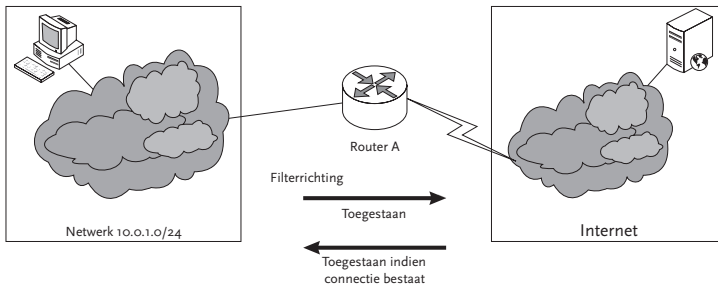 Router A
Filterrichting
Toegestaan
Netwerk 10.0.1.0/24
Internet
Toegestaan indien
connectie bestaat